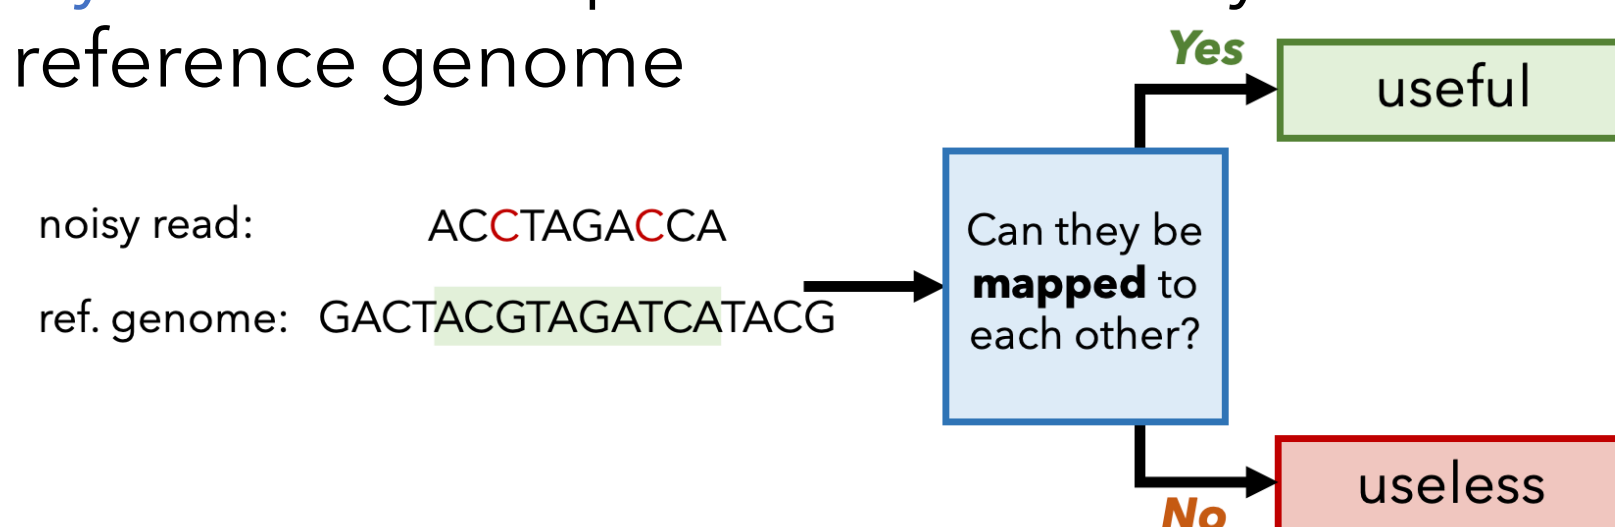 reference genome
Yes
useful
noisy read: ACCTAGACCA
Can they be
mapped to
each other?
ref. genome: GACTACGTAGATCATACG
useless
No